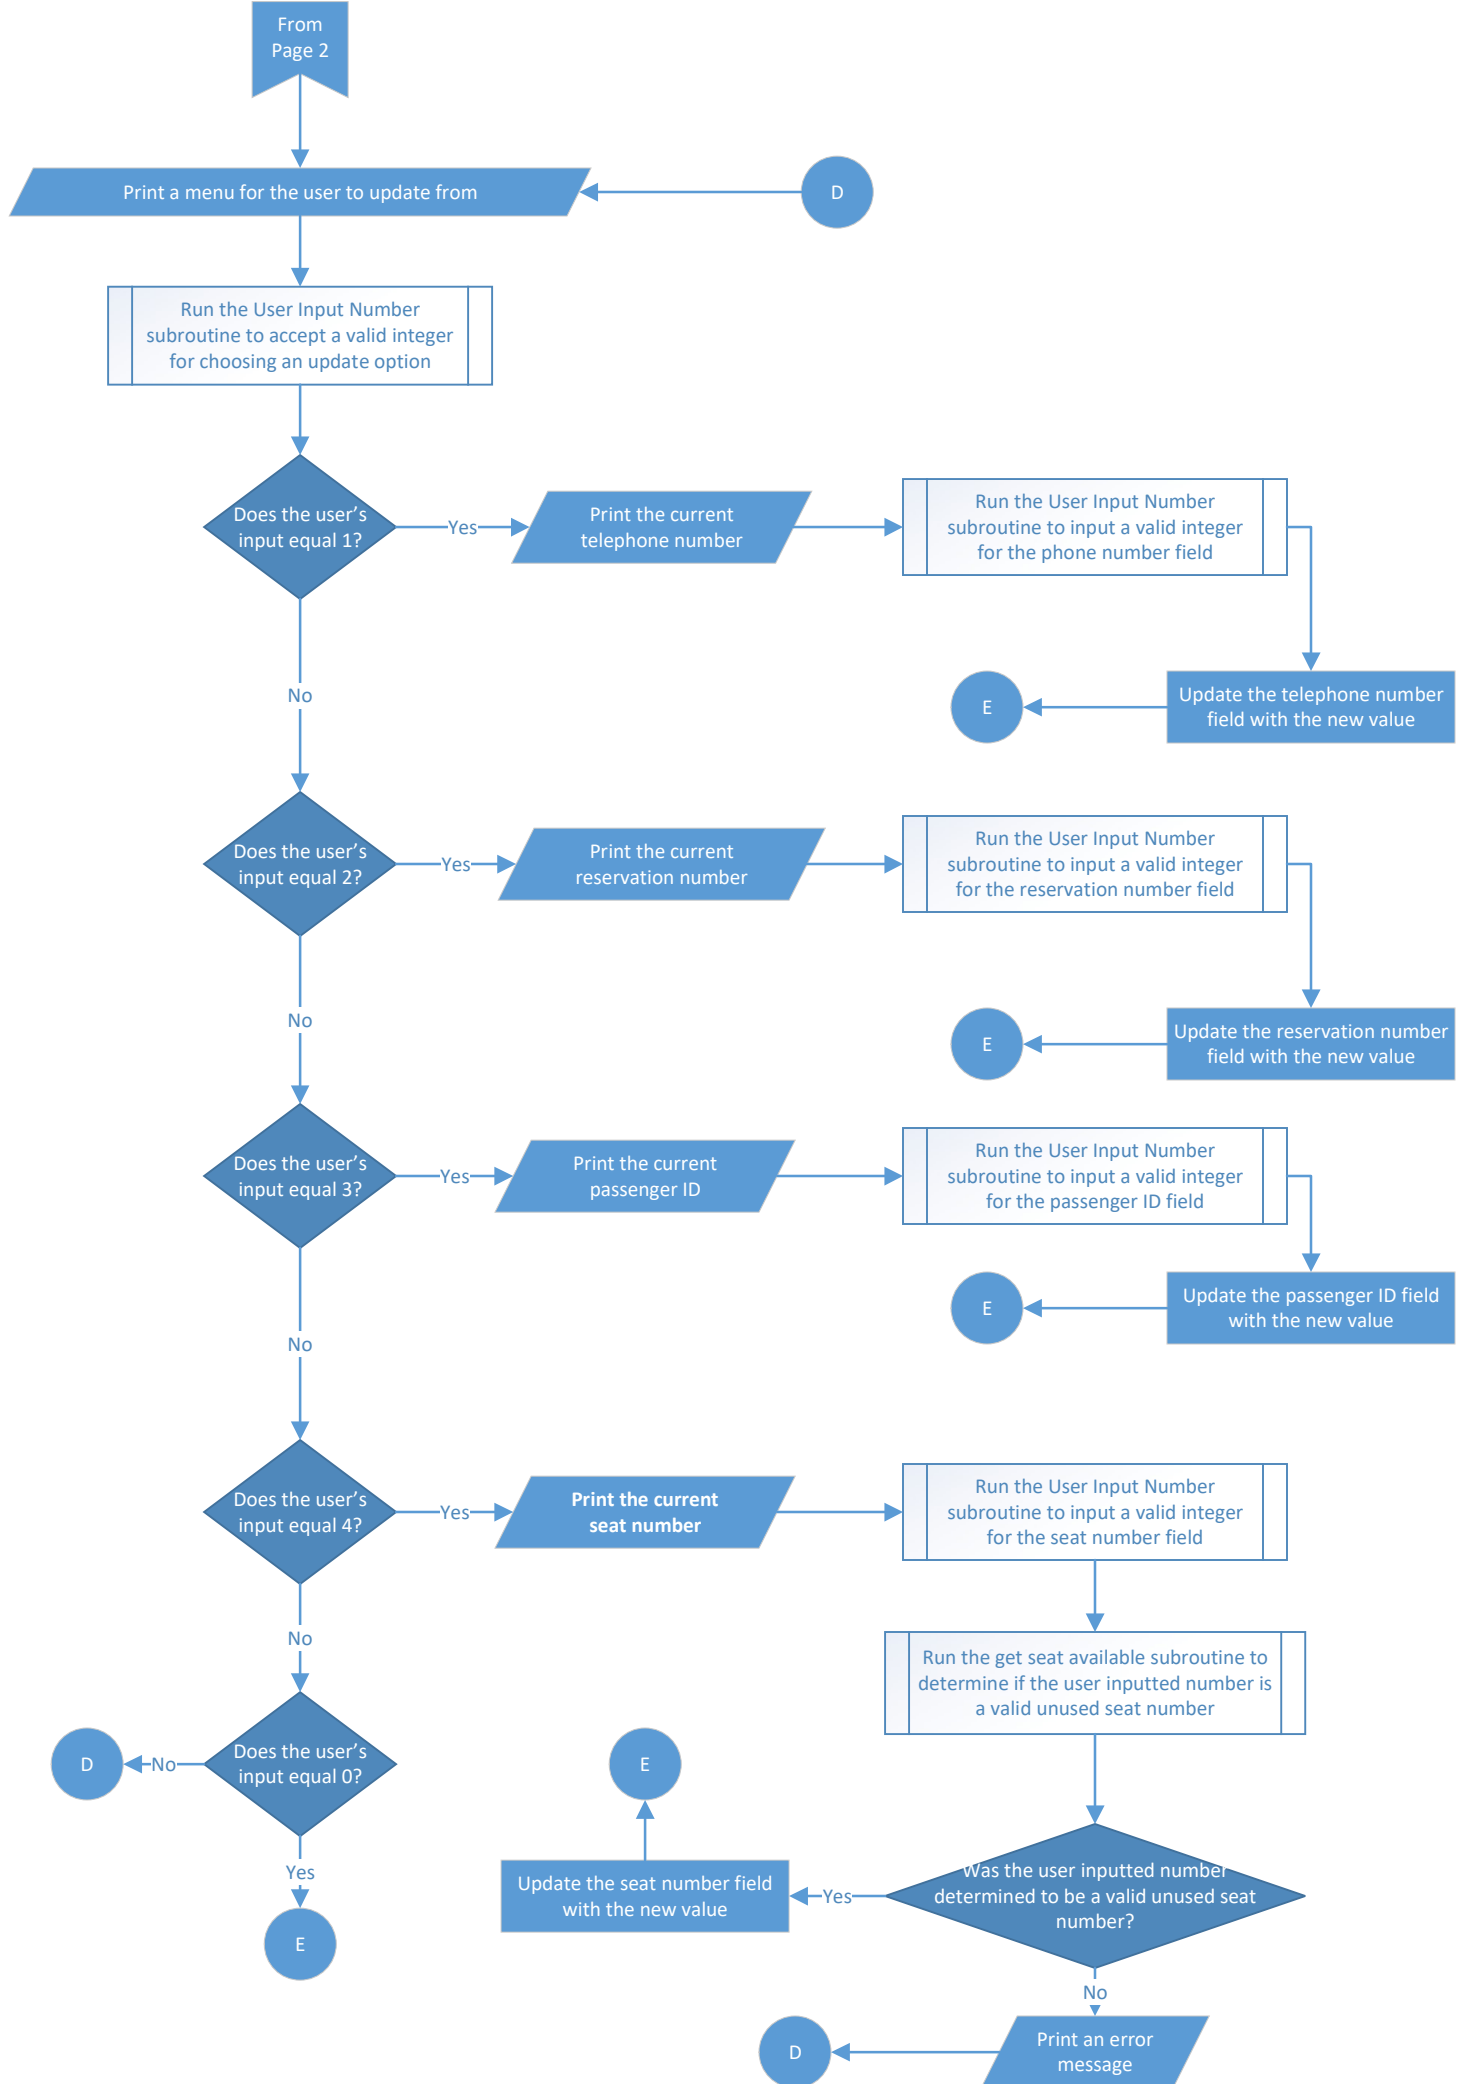 From
Page 2
Print a menu for the user to update from
D
Run the User Input Number
subroutine to accept a valid integer
for choosing an update option
Does the user's
input equal 1?
Yes
Print the current
telephone number
Run the User Input Number
subroutine to input a valid integer
for the phone number field
No
E
Update the telephone number
field with the new value
Does the user's
input equal 2?
Yes
Print the current
reservation number
Run the User Input Number
subroutine to input a valid integer
for the reservation number field
No
E
Update the reservation number
field with the new value
Does the user's
input equal 3?
Yes
Print the current
passenger ID
Run the User Input Number
subroutine to input a valid integer
for the passenger ID field
No
E
Update the passenger ID field
with the new value
Does the user's
input equal 4?
Yes
Print the current
seat number
Run the User Input Number
subroutine to input a valid integer
for the seat number field
No
Run the get seat available subroutine to
determine if the user inputted number is
a valid unused seat number
D
No
Does the user's
input equal 0?
E
Yes
E
Update the seat number field
with the new value
Yes
Was the user inputted number
determined to be a valid unused seat
number?
No
D
Print an error
message